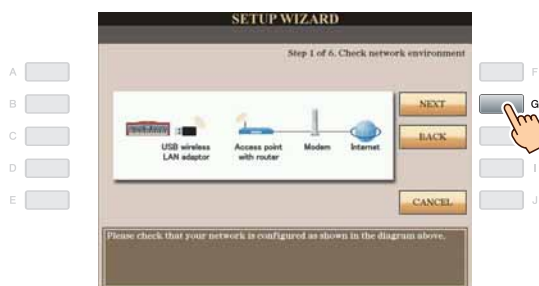 SETUP WIZARD
Step 1 of 6. Check network environment
A
F
B
NEXT
G
C
BACK
USB wireless LAN adaptor
Access point with router
Modem
Internet
D
I
E
CANCEL
J
Please check that your network is configured as shown in the diagram above.